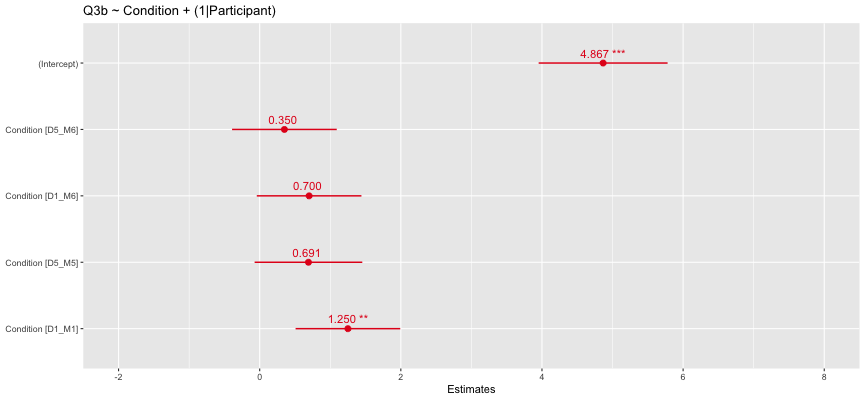 Q3b ~ Condition + (1|Participant)
(Intercept)
4.867 ***
Condition [D5_M6]
0.350
Condition [D1_M6]
0.700
Condition [D5_M5]
0.691
Condition [D1_M1]
1.250 **
-2 0 2 4 6 8
Estimates